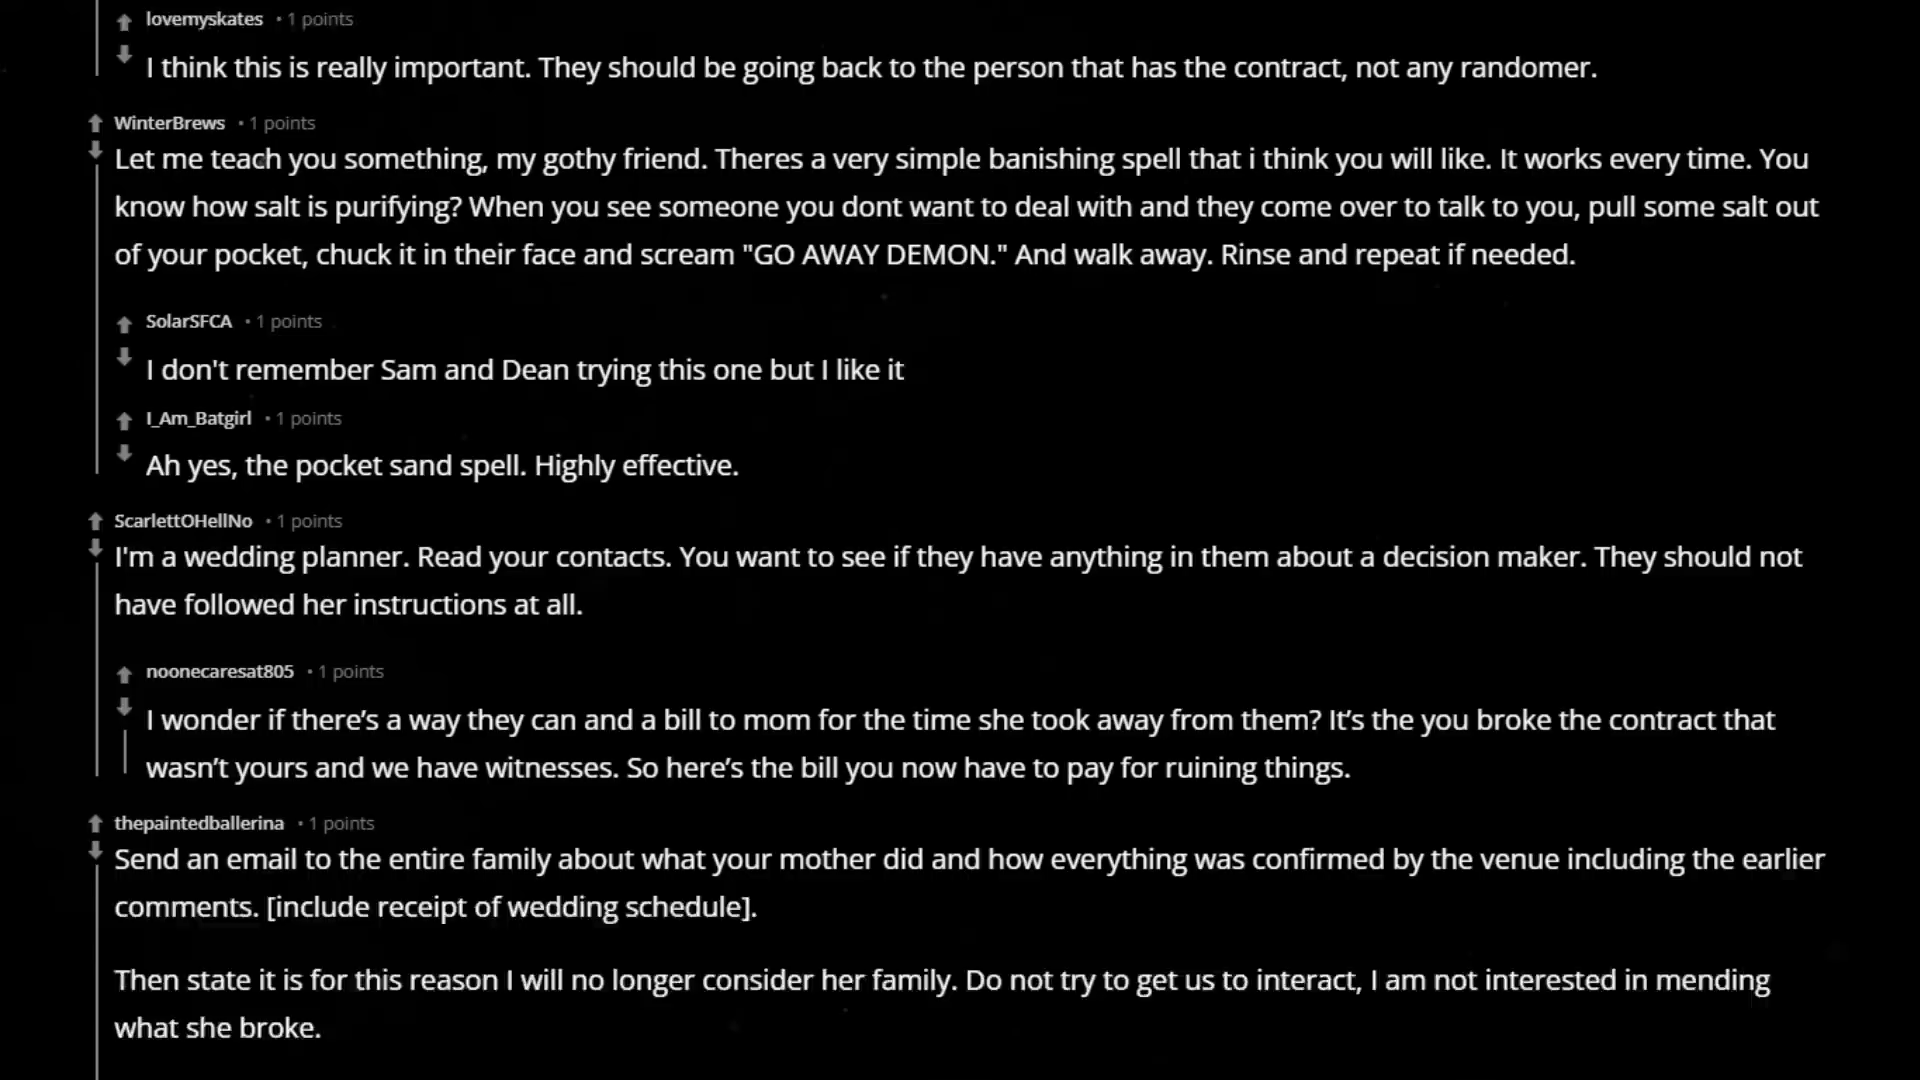 lovemyskates • 1 points
I think this is really important. They should be going back to the person that has the contract, not any randomer.
WinterBrews • 1 points
Let me teach you something, my gothy friend. Theres a very simple banishing spell that i think you will like. It works every time. You
know how salt is purifying? When you see someone you dont want to deal with and they come over to talk to you, pull some salt out
of your pocket, chuck it in their face and scream "GO AWAY DEMON." And walk away. Rinse and repeat if needed.
SolarSFCA • 1 points
I don't remember Sam and Dean trying this one but I like it
I_Am_Batgirl • 1 points
Ah yes, the pocket sand spell. Highly effective.
ScarlettOHellNo • 1 points
I'm a wedding planner. Read your contacts. You want to see if they have anything in them about a decision maker. They should not
have followed her instructions at all.
noonecaresat805 • 1 points
I wonder if there’s a way they can and a bill to mom for the time she took away from them? It’s the you broke the contract that
wasn’t yours and we have witnesses. So here’s the bill you now have to pay for ruining things.
thepaintedballerina • 1 points
Send an email to the entire family about what your mother did and how everything was confirmed by the venue including the earlier
comments. [include receipt of wedding schedule].
Then state it is for this reason I will no longer consider her family. Do not try to get us to interact, I am not interested in mending
what she broke.